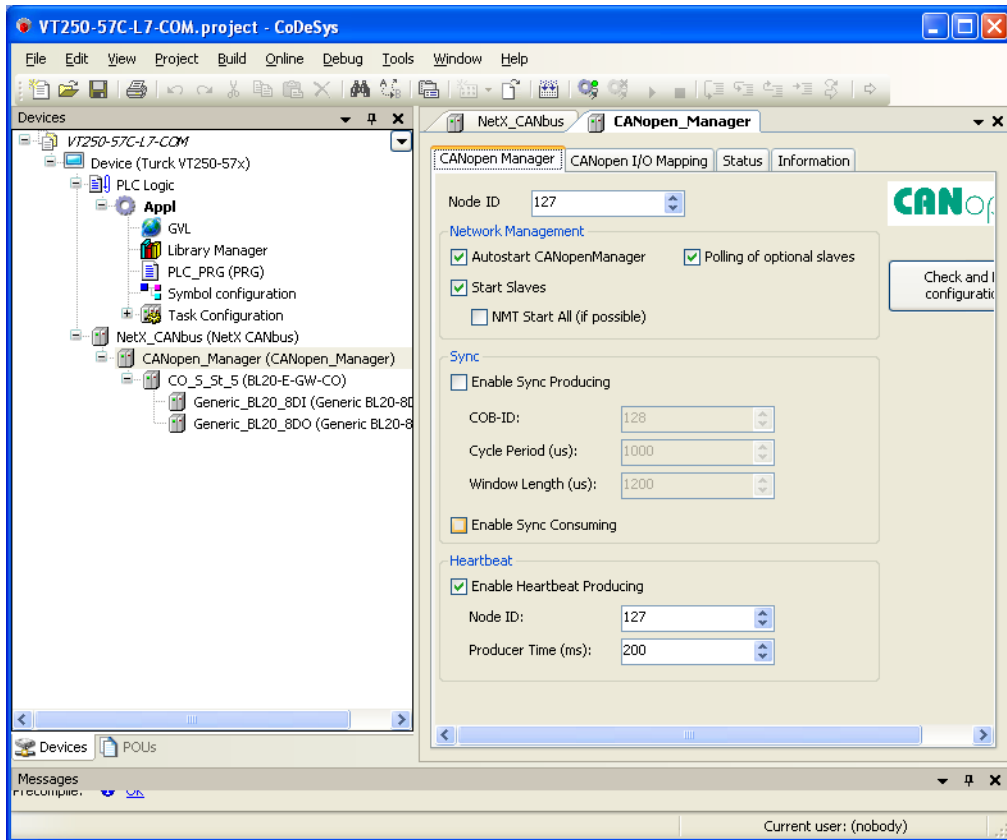 VT250-57C-L7-COM.project - CoDeSys
File Edit View Project Build Online Debug Tools Window Help
Devices
VT250-57C-L7-COM
Device (Turck VT250-57x)
PLC Logic
Appl
GVL
Library Manager
PLC_PRG (PRG)
Symbol configuration
Task Configuration
NetX_CANbus (NetX CANbus)
CANopen_Manager (CANopen_Manager)
CO_S_St_5 (BL20-E-GW-CO)
Generic_BL20_8DI (Generic BL20-8D
Generic_BL20_8DO (Generic BL20-8
Devices POUs
NetX_CANbus CANopen_Manager
CANopen Manager CANopen I/O Mapping Status Information
Node ID 127
CANop
Network Management
Autostart CANopenManager Polling of optional slaves
Start Slaves
NMT Start All (if possible)
Check and
configuratio
Sync
Enable Sync Producing
COB-ID: 128
Cycle Period (us): 1000
Window Length (us): 1200
Enable Sync Consuming
Heartbeat
Enable Heartbeat Producing
Node ID: 127
Producer Time (ms): 200
Messages
Precompile: OK
Current user: (nobody)